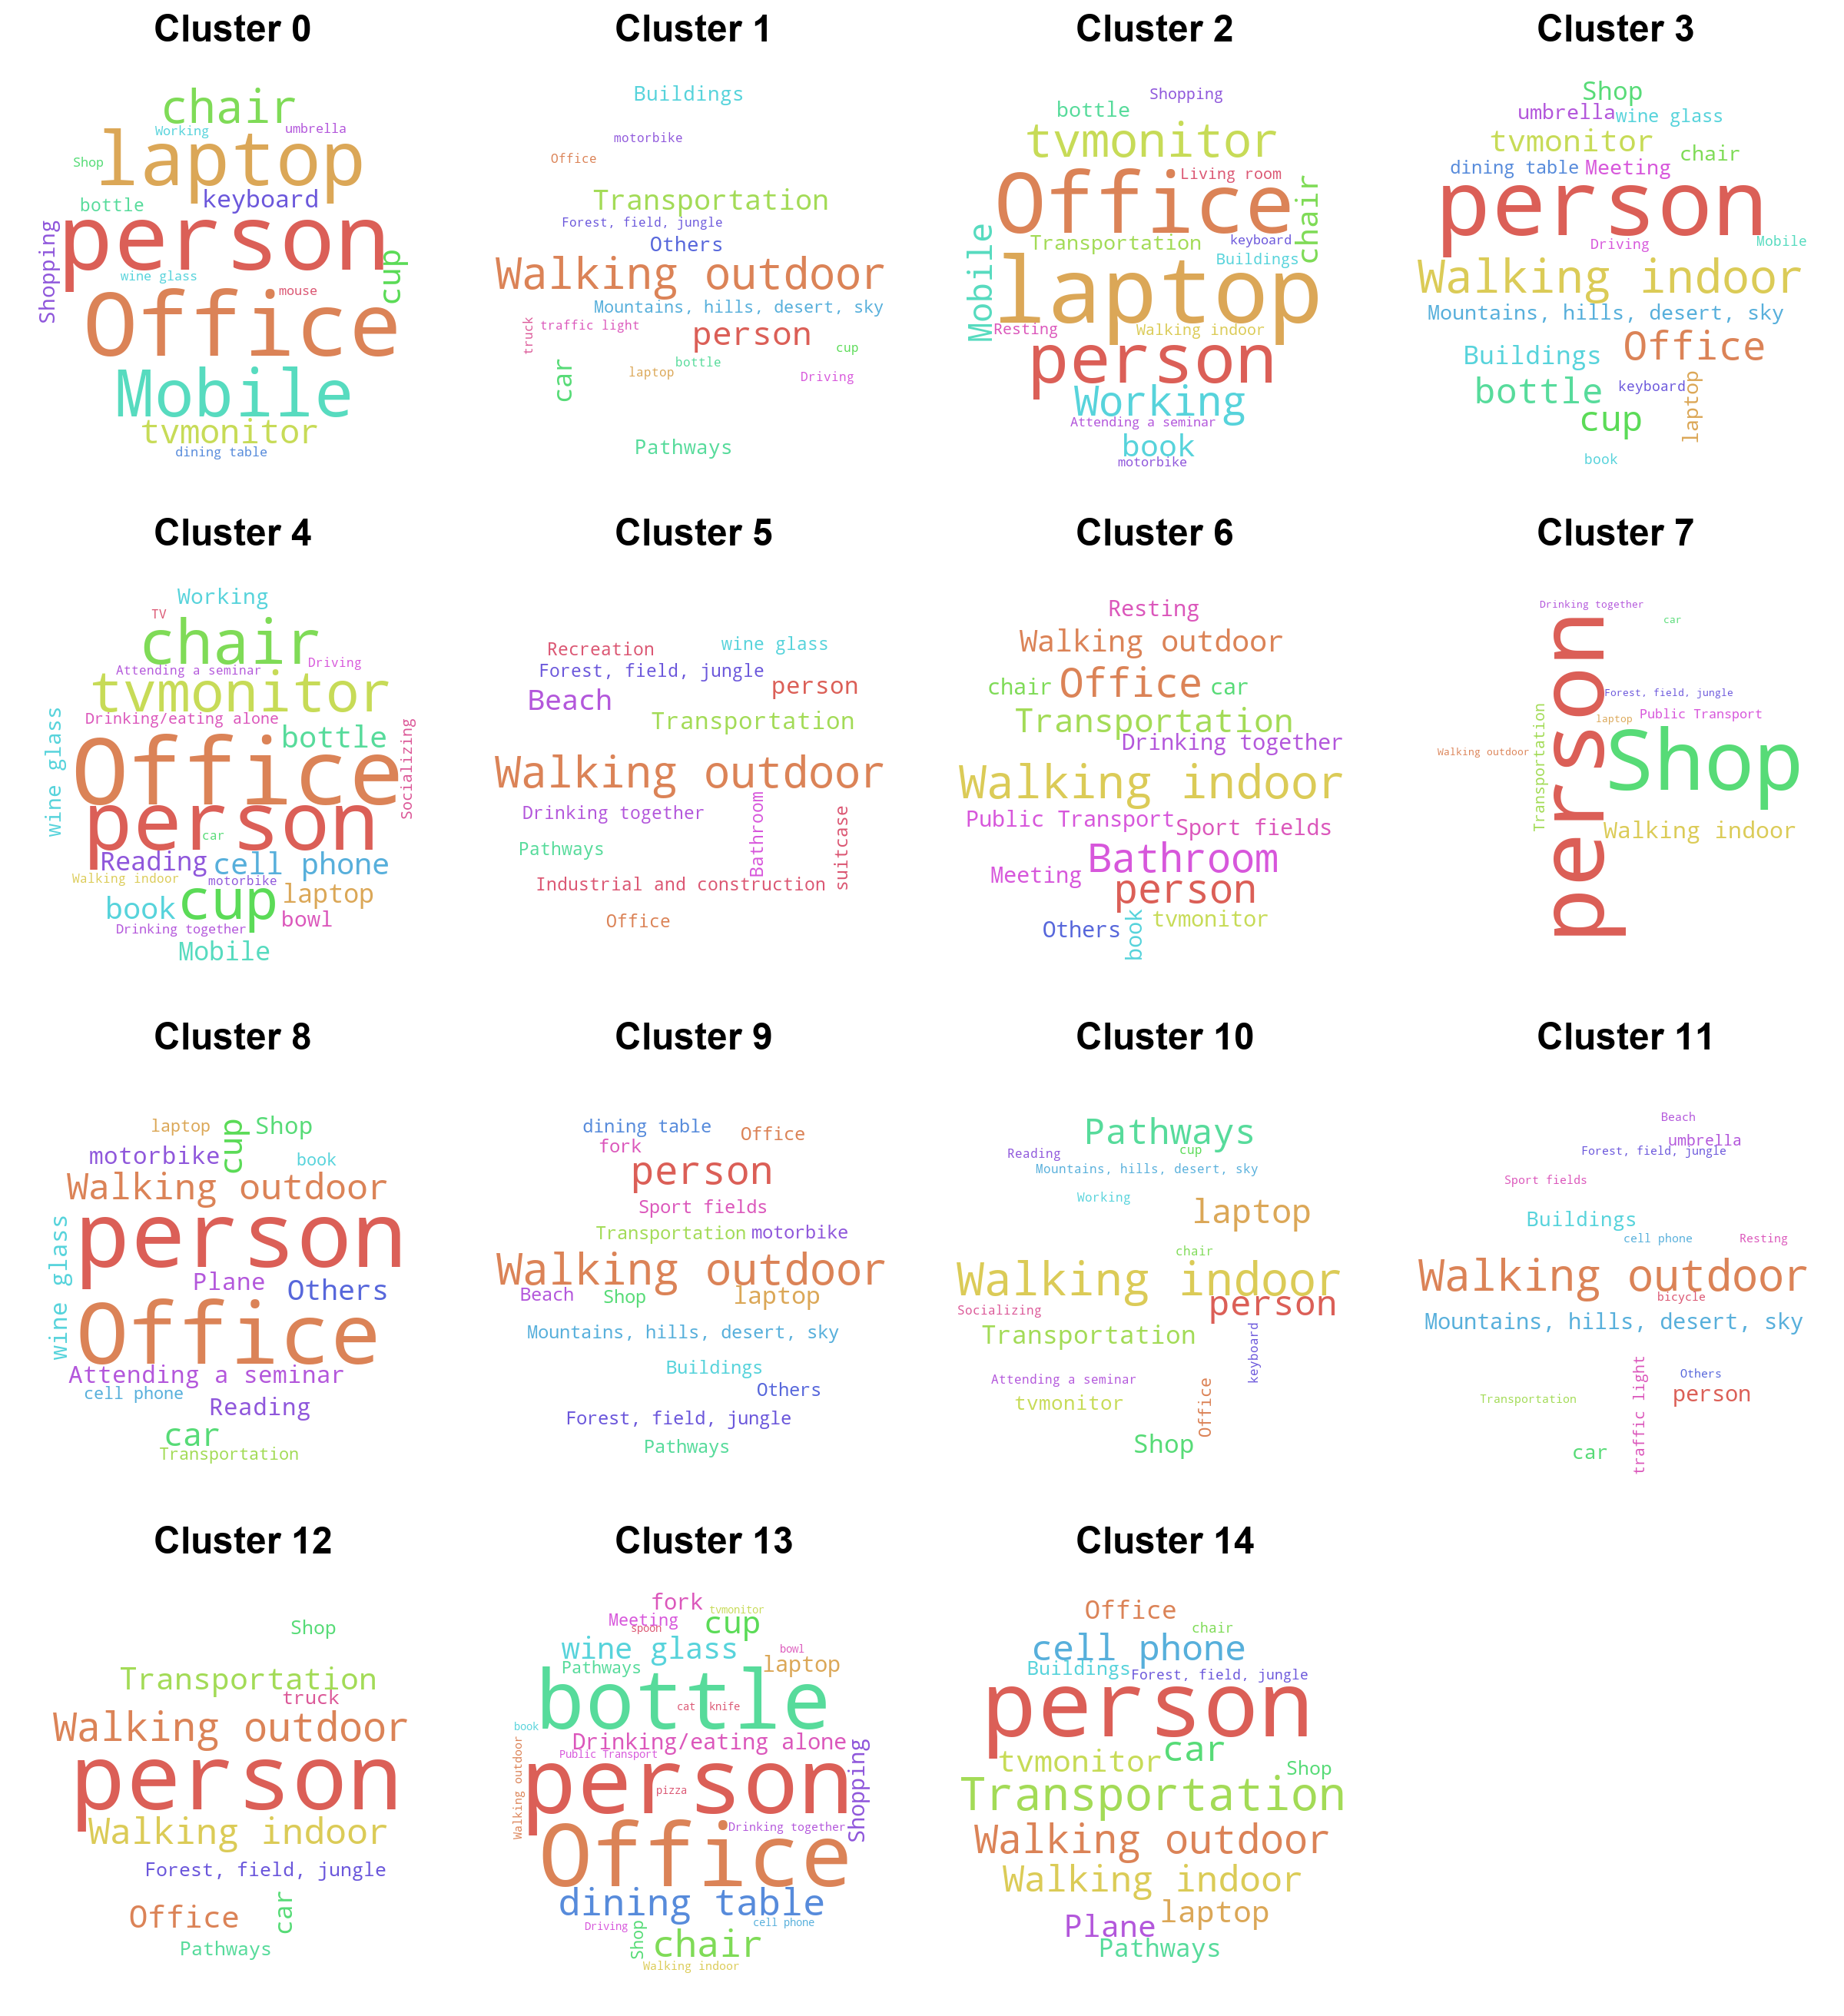 Cluster 0
chair
Working
umbrella
Shop
laptop
keyboard
bottle
person
Shopping
cup
wine glass
mouse
Office
Mobile
tvmonitor
dining table
Cluster 1
Buildings
motorbike
Office
Transportation
Forest, field, jungle
Others
Walking outdoor
Mountains, hills, desert, sky
truck
traffic light
person
cup
bottle
laptop
car
Driving
Pathways
Cluster 2
Shopping
bottle
tvmonitor
Living room
Office
chair
Transportation
keyboard
Mobile
Buildings
laptop
Resting
Walking indoor
person
Working
Attending a seminar
book
motorbike
Cluster 3
Shop
umbrella
wine glass
tvmonitor
chair
dining table
Meeting
person
Driving
Mobile
Walking indoor
Mountains, hills, desert, sky
Buildings
Office
bottle
keyboard
laptop
cup
book
Cluster 4
Working
TV
chair
Attending a seminar
Driving
tvmonitor
Drinking/eating alone
bottle
wine glass
Office
Socializing
person
car
Reading
cell phone
Walking indoor
motorbike
book
cup
laptop
bowl
Drinking together
Mobile
Cluster 5
Recreation
wine glass
Forest, field, jungle
person
Beach
Transportation
Walking outdoor
Drinking together
Bathroom
suitcase
Pathways
Industrial and construction
Office
Cluster 6
Resting
Walking outdoor
chair
Office
car
Transportation
Drinking together
Walking indoor
Public Transport
Sport fields
Bathroom
Meeting
person
Others
book
tvmonitor
Cluster 7
Drinking together
car
person
Forest, field, jungle
laptop
Public Transport
Transportation
Walking outdoor
Shop
Walking indoor
Cluster 8
laptop
cup
Shop
motorbike
book
Walking outdoor
person
wine glass
Plane
Others
Office
Attending a seminar
cell phone
Reading
car
Transportation
Cluster 9
dining table
Office
fork
person
Sport fields
Transportation
motorbike
Walking outdoor
Beach
Shop
laptop
Mountains, hills, desert, sky
Buildings
Others
Forest, field, jungle
Pathways
Cluster 10
Pathways
Reading
cup
Mountains, hills, desert, sky
Working
laptop
chair
Walking indoor
Socializing
person
Transportation
keyboard
Attending a seminar
tvmonitor
Office
Shop
Cluster 11
Beach
umbrella
Forest, field, jungle
Sport fields
Buildings
cell phone
Resting
Walking outdoor
bicycle
Mountains, hills, desert, sky
traffic light
Others
Transportation
person
car
Cluster 12
Shop
Transportation
truck
Walking outdoor
person
Walking indoor
Forest, field, jungle
Office
car
Pathways
Cluster 13
fork
tvmonitor
Meeting
spoon
cup
wine glass
bowl
Pathways
laptop
bottle
cat
knife
book
Drinking/eating alone
Public Transport
Walking outdoor
person
pizza
Shopping
Drinking together
Office
dining table
Driving
cell phone
Shop
chair
Walking indoor
Cluster 14
Office
chair
cell phone
Buildings
Forest, field, jungle
person
tvmonitor
car
Shop
Transportation
Walking outdoor
Walking indoor
laptop
Plane
Pathways